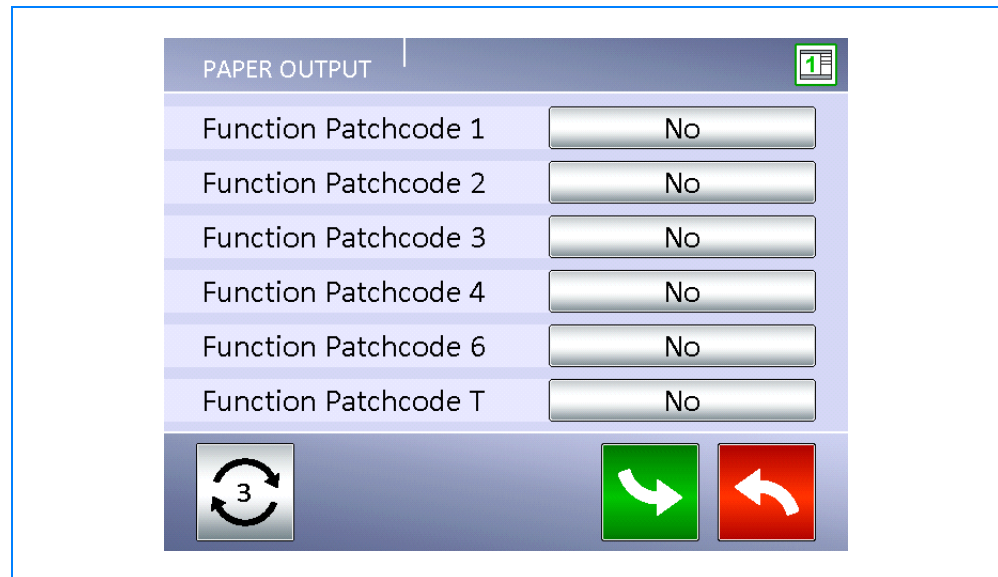 PAPER OUTPUT
1
Function Patchcode 1 No
Function Patchcode 2 No
Function Patchcode 3 No
Function Patchcode 4 No
Function Patchcode 6 No
Function Patchcode T No
3